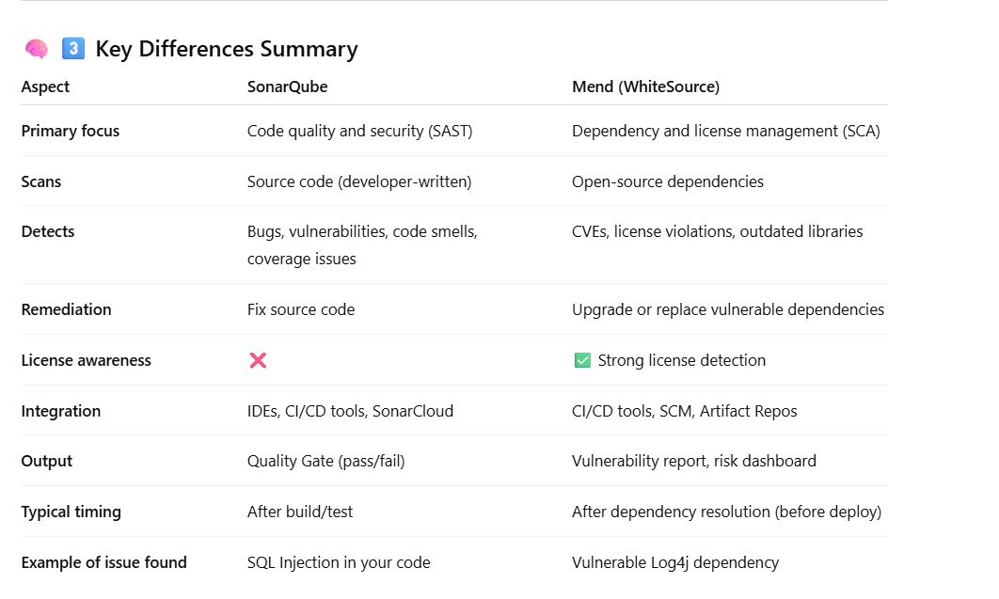 🧠 3️⃣ Key Differences Summary
Aspect SonarQube Mend (WhiteSource)
Primary focus Code quality and security (SAST) Dependency and license management (SCA)
Scans Source code (developer-written) Open-source dependencies
Detects Bugs, vulnerabilities, code smells, CVEs, license violations, outdated libraries
coverage issues
Remediation Fix source code Upgrade or replace vulnerable dependencies
License awareness ❌ ✅ Strong license detection
Integration IDEs, CI/CD tools, SonarCloud CI/CD tools, SCM, Artifact Repos
Output Quality Gate (pass/fail) Vulnerability report, risk dashboard
Typical timing After build/test After dependency resolution (before deploy)
Example of issue found SQL Injection in your code Vulnerable Log4j dependency